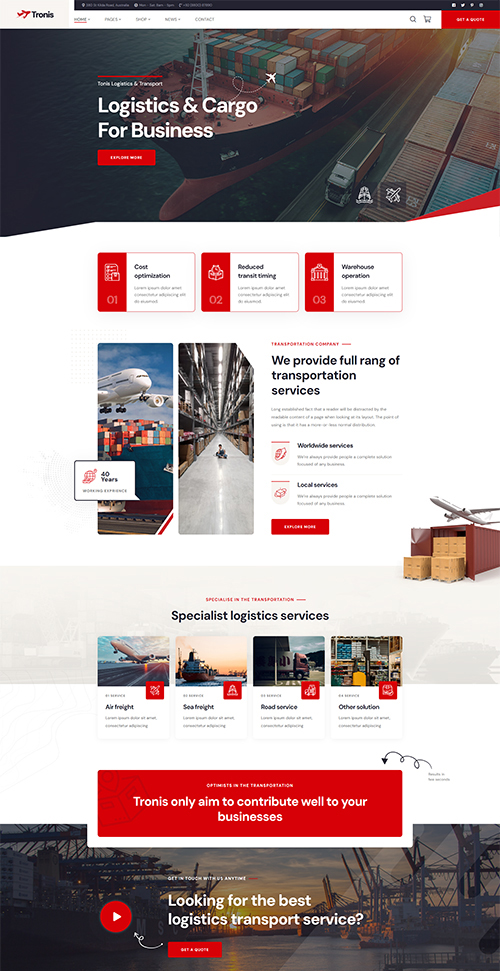 Tronis
Mon - Sat: 9am - 5pm
HOME
PAGES
SHOP
NEWS
CONTACT
GET A QUOTE
Tonis Logistics & Transport
Logistics & Cargo
For Business
EXPLORE MORE
Cost
optimization
Lorem ipsum dolor amet
consectetur adipiscing elit
do eiusmod.
01
Reduced
transit timing
Lorem ipsum dolor amet
consectetur adipiscing elit
do eiusmod.
02
Warehouse
operation
Lorem ipsum dolor amet
consectetur adipiscing elit
do eiusmod.
03
TRANSPORTATION COMPANY
We provide full rang of
transportation
services
Long established fact that a reader will be distracted by the
readable content of a page when looking at its layout. The point of
using is that it has a more-or-less normal distribution.
Worldwide services
We're always provide people a complete solution
focused of any business.
Local services
We're always provide people a complete solution
focused of any business.
EXPLORE MORE
40
Years
WORKING EXPRIENCE
SPECIALISE IN THE TRANSPORTATION
Specialist logistics services
01 SERVICE
Air freight
Lorem ipsum dolor sit amet,
consectetur adipiscing
02 SERVICE
Sea freight
Lorem ipsum dolor sit amet,
consectetur adipiscing
03 SERVICE
Road service
Lorem ipsum dolor sit amet,
consectetur adipiscing
04 SERVICE
Other solution
Lorem ipsum dolor sit amet,
consectetur adipiscing
Results in
few seconds
OPTIMISTS IN THE TRANSPORTATION
Tronis only aim to contribute well to your
businesses
GET IN TOUCH WITH US ANYTIME
Looking for the best
logistics transport service?
GET A QUOTE